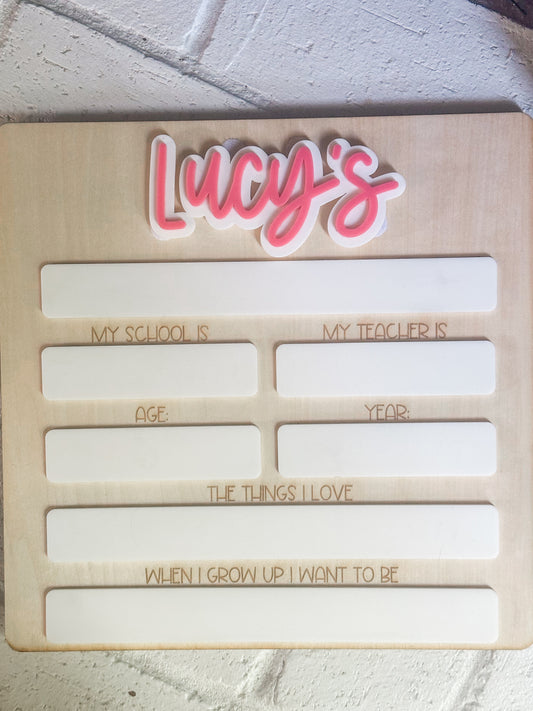 Lucy's
MY SCHOOL IS MY TEACHER IS
AGE: YEAR:
THE THINGS I LOVE
WHEN I GROW UP I WANT TO BE